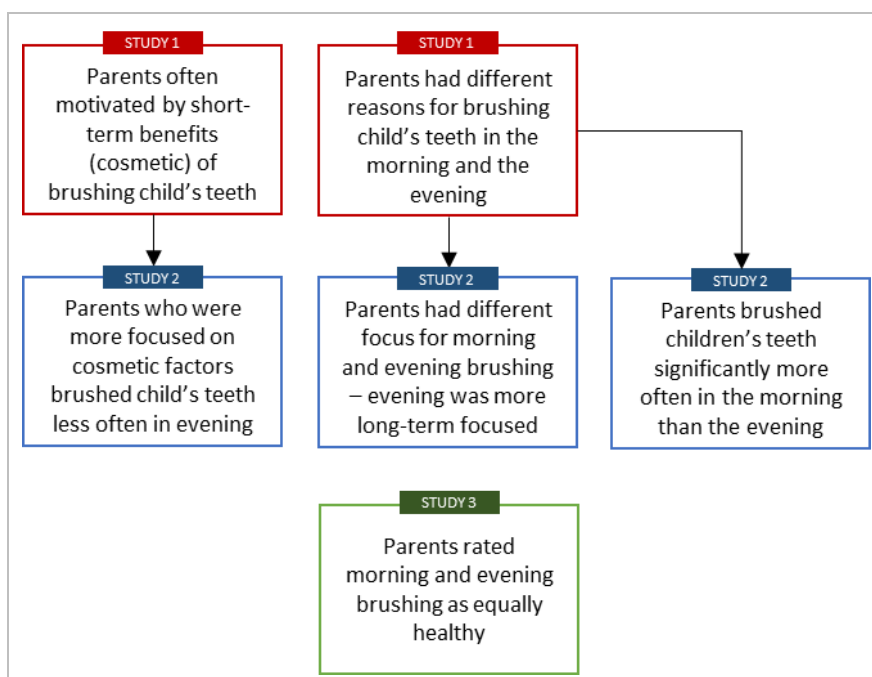 STUDY 1
Parents often
motivated by short-
term benefits
(cosmetic) of
brushing child’s teeth
STUDY 1
Parents had different
reasons for brushing
child’s teeth in the
morning and the
evening
STUDY 2
Parents who were
more focused on
cosmetic factors
brushed child’s teeth
less often in evening
STUDY 2
Parents had different
focus for morning
and evening brushing
– evening was more
long-term focused
STUDY 2
Parents brushed
children’s teeth
significantly more
often in the morning
than the evening
STUDY 3
Parents rated
morning and evening
brushing as equally
healthy